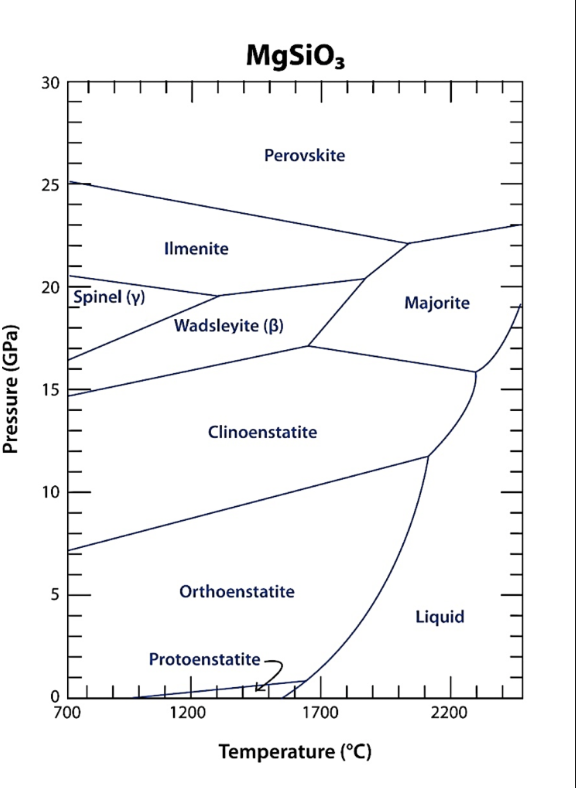 MgSiO₃
30
Perovskite
25
Ilmenite
20
Spinel (γ)
Majorite
Wadsleyite (β)
15
Clinoenstatite
10
Orthoenstatite
5
Liquid
Protoenstatite
0
700
1200
1700
2200
Pressure (GPa)
Temperature (°C)